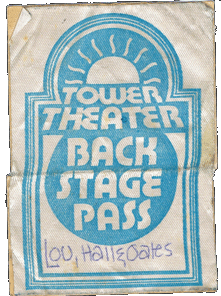 TOWER
THEATER
BACK
STAGE
PASS
Lou, Hall & Oates